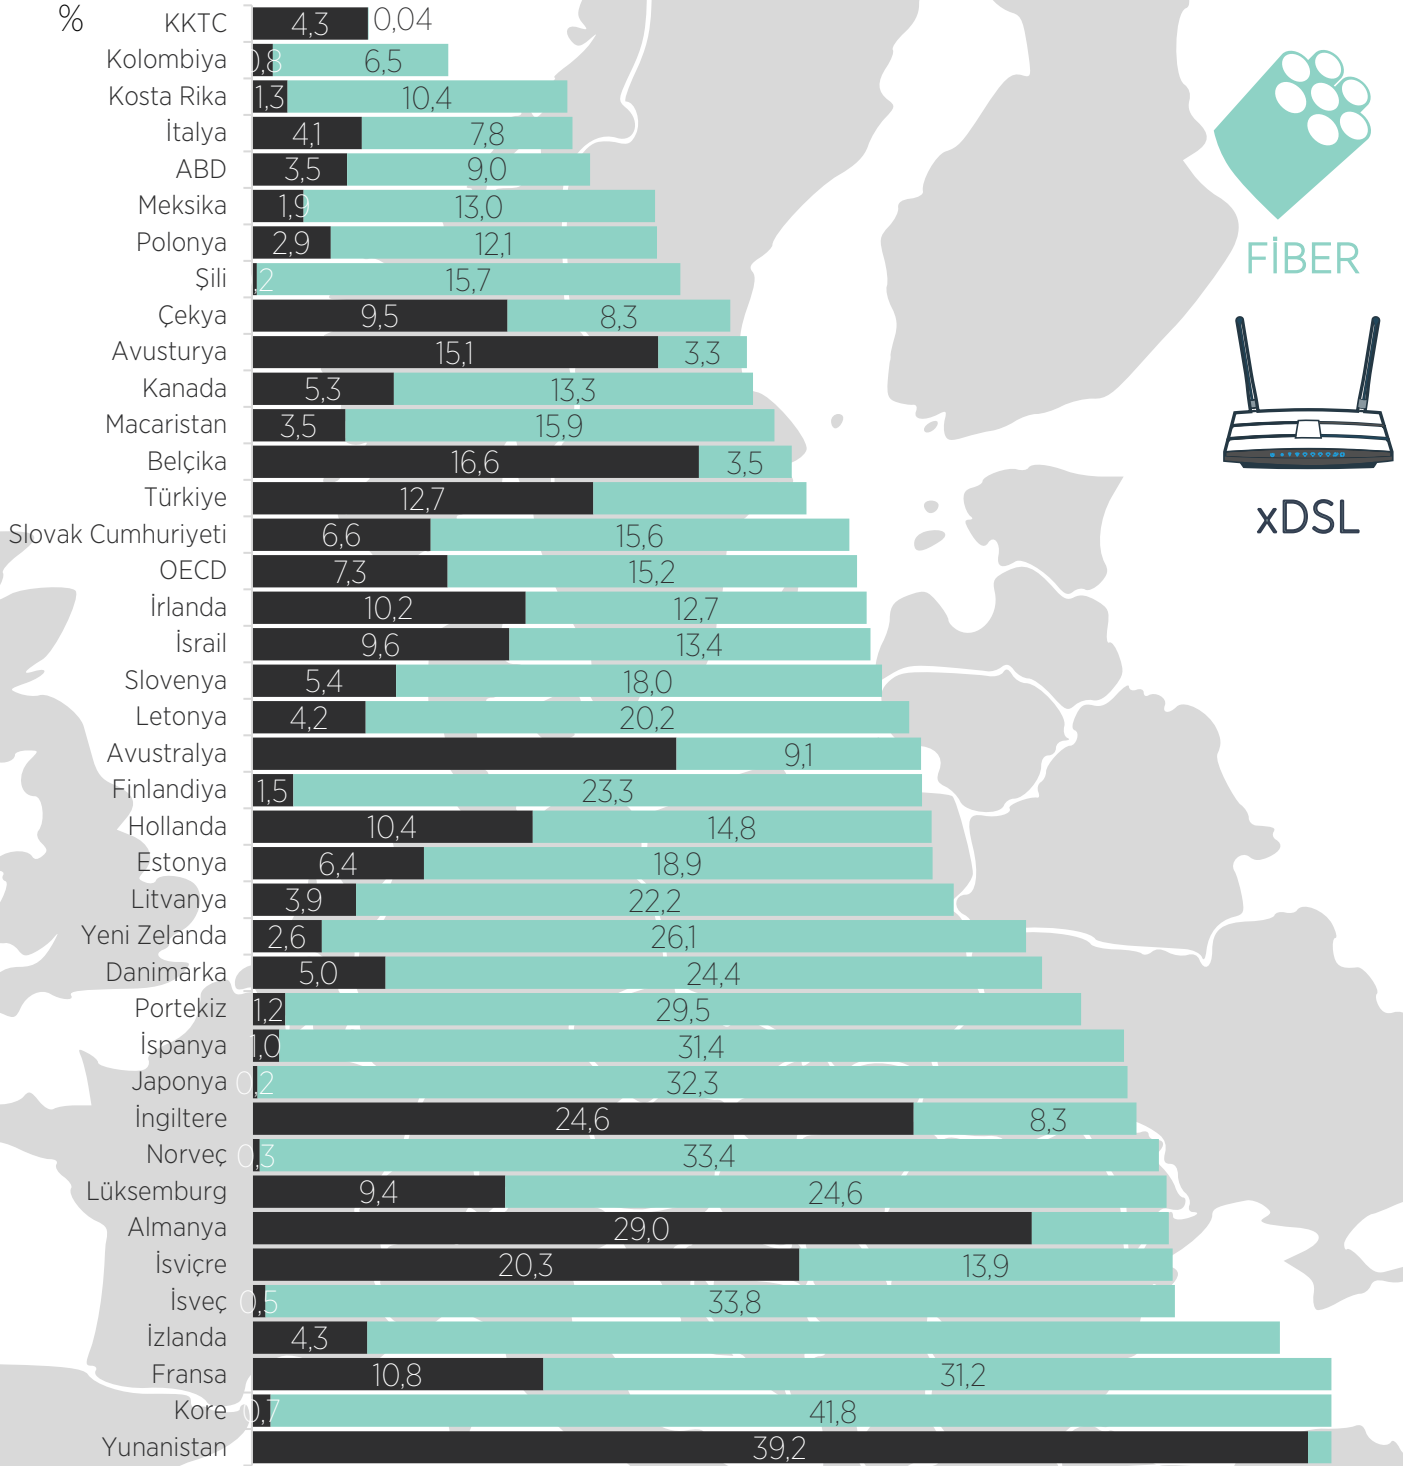 %
KKTC 4,3 0,04
Kolombiya 0,8 6,5
Kosta Rika 1,3 10,4
İtalya 4,1 7,8
ABD 3,5 9,0
Meksika 1,9 13,0
Polonya 2,9 12,1
Şili ,2 15,7
Çekya 9,5 8,3
Avusturya 15,1 3,3
Kanada 5,3 13,3
Macaristan 3,5 15,9
Belçika 16,6 3,5
Türkiye 12,7
Slovak Cumhuriyeti 6,6 15,6
OECD 7,3 15,2
İrlanda 10,2 12,7
İsrail 9,6 13,4
Slovenya 5,4 18,0
Letonya 4,2 20,2
Avustralya 9,1
Finlandiya 1,5 23,3
Hollanda 10,4 14,8
Estonya 6,4 18,9
Litvanya 3,9 22,2
Yeni Zelanda 2,6 26,1
Danimarka 5,0 24,4
Portekiz 1,2 29,5
İspanya 1,0 31,4
Japonya 0,2 32,3
İngiltere 24,6 8,3
Norveç 0,3 33,4
Lüksemburg 9,4 24,6
Almanya 29,0
İsviçre 20,3 13,9
İsveç 0,5 33,8
İzlanda 4,3
Fransa 10,8 31,2
Kore 0,7 41,8
Yunanistan 39,2
FİBER
xDSL